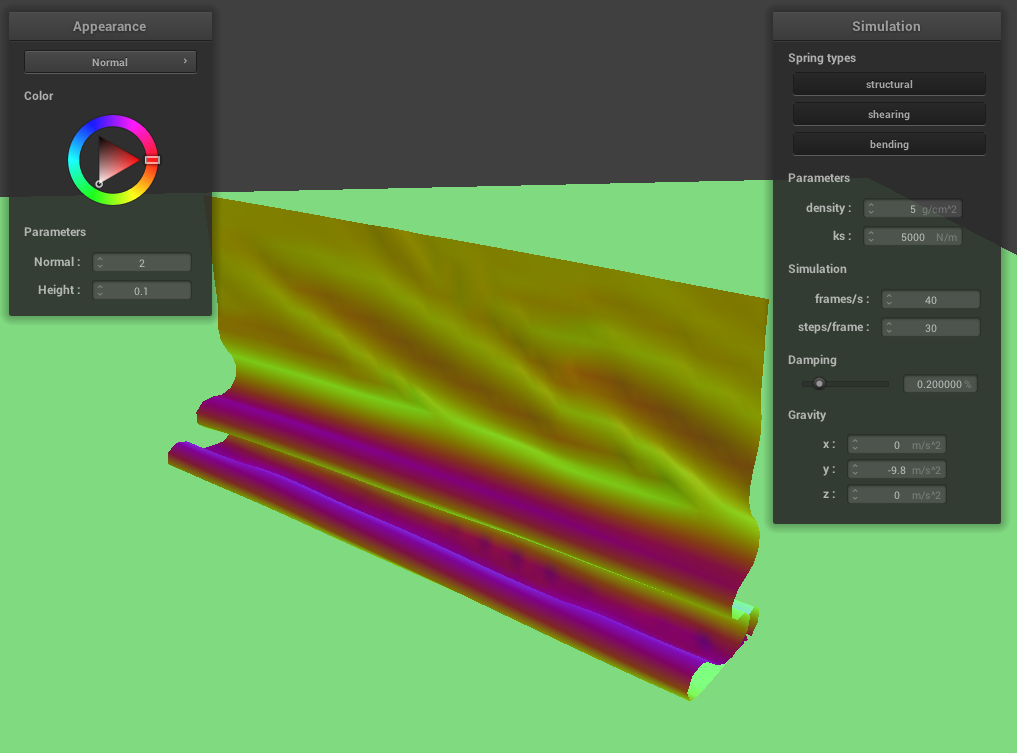 Appearance
Normal
Color
Parameters
Normal : 2
Height : 0.1
Simulation
Spring types
structural
shearing
bending
Parameters
density : 5 g/cm^2
ks : 5000 N/m
Simulation
frames/s : 40
steps/frame : 30
Damping
0.200000 %
Gravity
x : 0 m/s^2
y : -9.8 m/s^2
z : 0 m/s^2